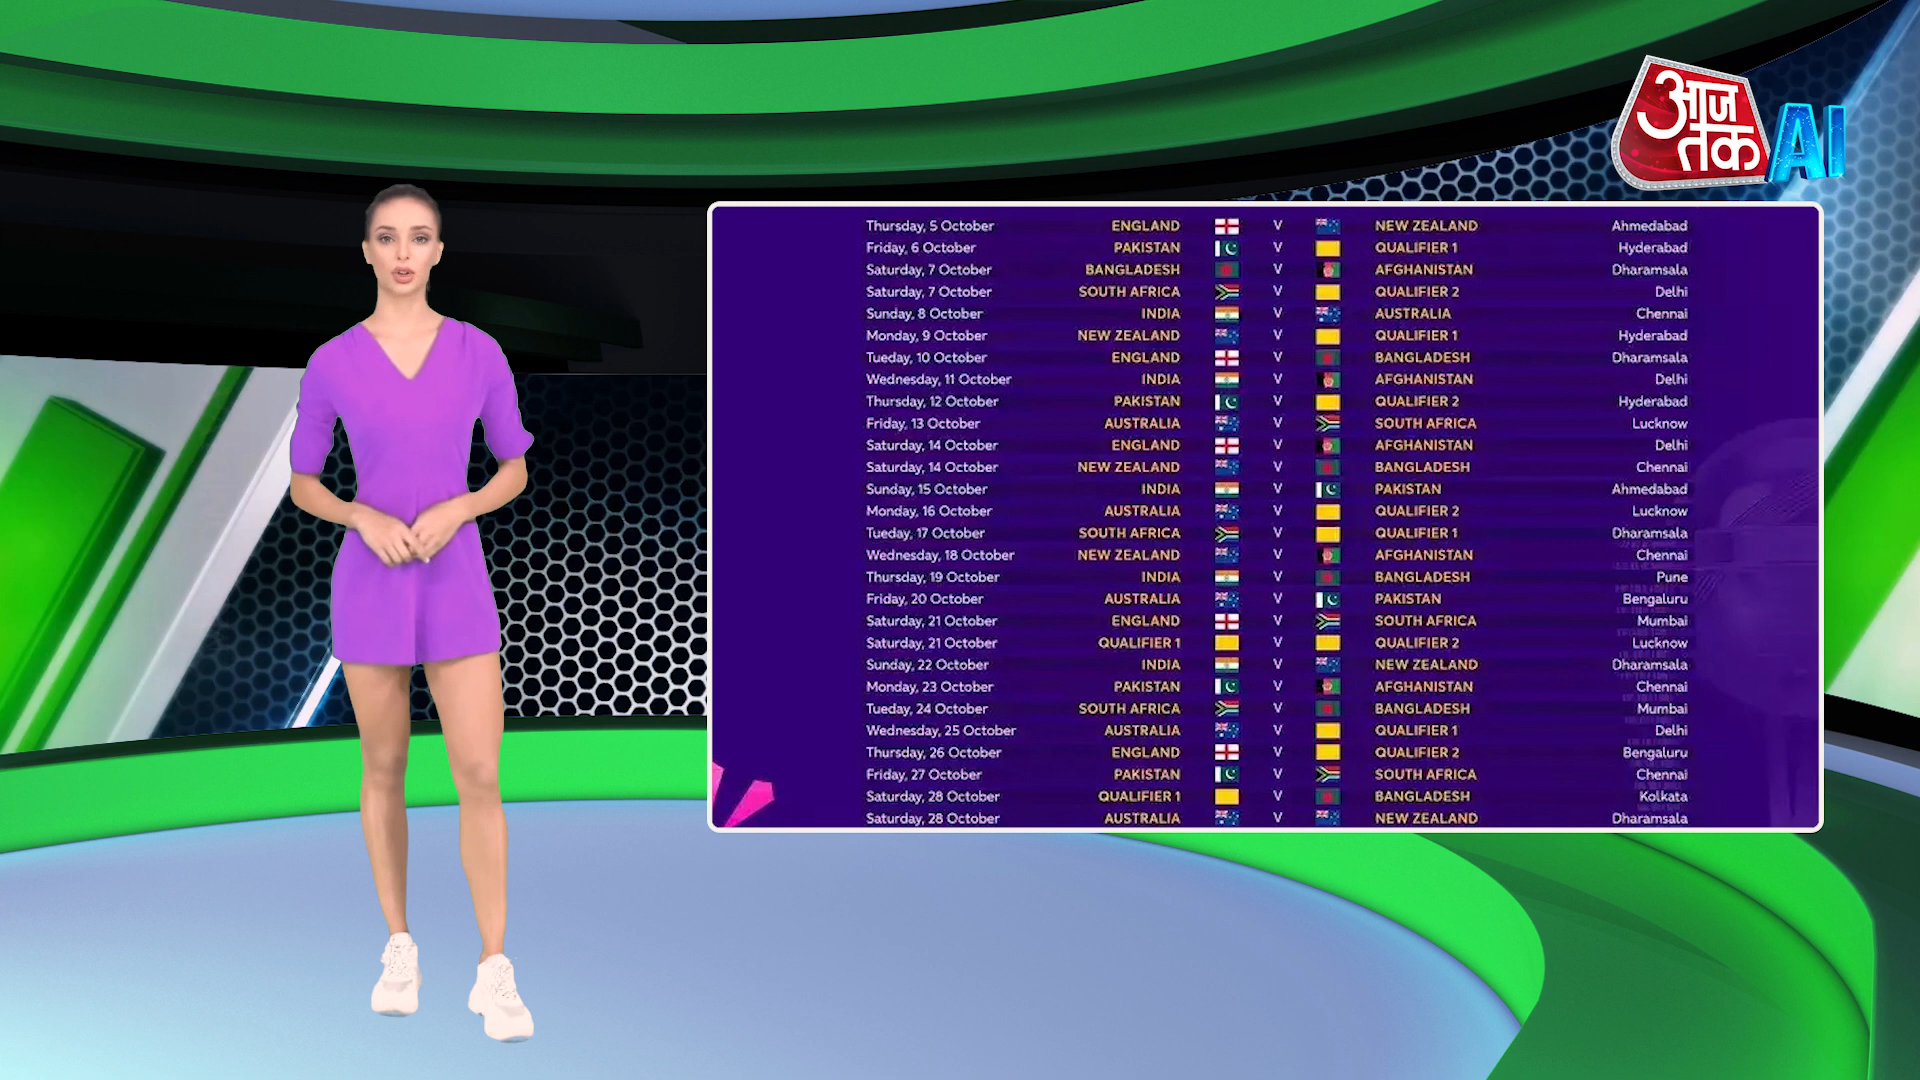 आज
तक AI
Thursday, 5 October ENGLAND V NEW ZEALAND Ahmedabad
Friday, 6 October PAKISTAN V QUALIFIER 1 Hyderabad
Saturday, 7 October BANGLADESH V AFGHANISTAN Dharamsala
Saturday, 7 October SOUTH AFRICA V QUALIFIER 2 Delhi
Sunday, 8 October INDIA V AUSTRALIA Chennai
Monday, 9 October NEW ZEALAND V QUALIFIER 1 Hyderabad
Tueday, 10 October ENGLAND V BANGLADESH Dharamsala
Wednesday, 11 October INDIA V AFGHANISTAN Delhi
Thursday, 12 October PAKISTAN V QUALIFIER 2 Hyderabad
Friday, 13 October AUSTRALIA V SOUTH AFRICA Lucknow
Saturday, 14 October ENGLAND V AFGHANISTAN Delhi
Saturday, 14 October NEW ZEALAND V BANGLADESH Chennai
Sunday, 15 October INDIA V PAKISTAN Ahmedabad
Monday, 16 October AUSTRALIA V QUALIFIER 2 Lucknow
Tueday, 17 October SOUTH AFRICA V QUALIFIER 1 Dharamsala
Wednesday, 18 October NEW ZEALAND V AFGHANISTAN Chennai
Thursday, 19 October INDIA V BANGLADESH Pune
Friday, 20 October AUSTRALIA V PAKISTAN Bengaluru
Saturday, 21 October ENGLAND V SOUTH AFRICA Mumbai
Saturday, 21 October QUALIFIER 1 V QUALIFIER 2 Lucknow
Sunday, 22 October INDIA V NEW ZEALAND Dharamsala
Monday, 23 October PAKISTAN V AFGHANISTAN Chennai
Tueday, 24 October SOUTH AFRICA V BANGLADESH Mumbai
Wednesday, 25 October AUSTRALIA V QUALIFIER 1 Delhi
Thursday, 26 October ENGLAND V QUALIFIER 2 Bengaluru
Friday, 27 October PAKISTAN V SOUTH AFRICA Chennai
Saturday, 28 October QUALIFIER 1 V BANGLADESH Kolkata
Saturday, 28 October AUSTRALIA V NEW ZEALAND Dharamsala